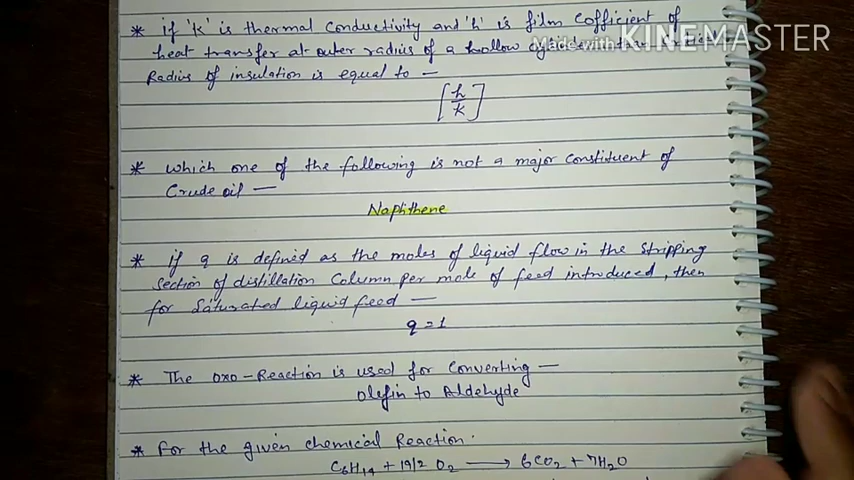 * if 'k' is thermal conductivity and 'h' is film cofficient of
heat transfer at outer radius of a hollow
Made with KINEMASTER
Radius of insulation is equal to —
[h/k]
* which one of the following is not a major constituent of
Crude oil —
Naphthene
* if q is defined as the moles of liquid flow in the stripping
section of distillation column per mole of feed introduced, then
for saturated liquid feed —
q = 1
* The oxo-Reaction is used for converting —
Olefin to Aldehyde
* for the given chemical Reaction.
C6H14 + 19/2 O2 → 6CO2 + 7H2O